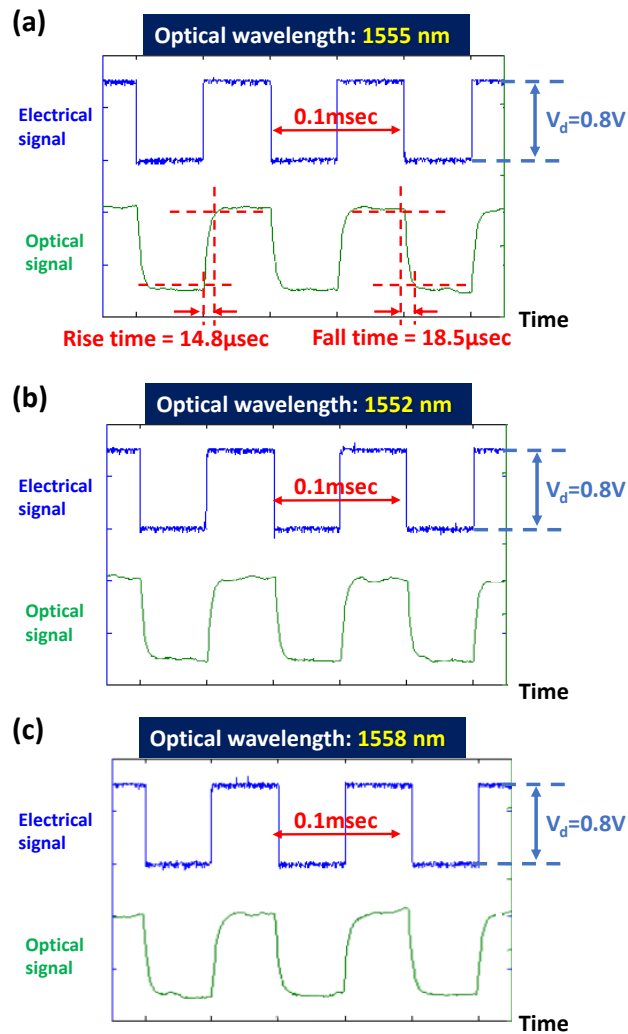 (a)
Optical wavelength: 1555 nm
Electrical
signal
0.1msec
V_d=0.8V
Optical
signal
Time
Rise time = 14.8µsec
Fall time = 18.5µsec
(b)
Optical wavelength: 1552 nm
Electrical
signal
0.1msec
V_d=0.8V
Optical
signal
Time
(c)
Optical wavelength: 1558 nm
Electrical
signal
0.1msec
V_d=0.8V
Optical
signal
Time